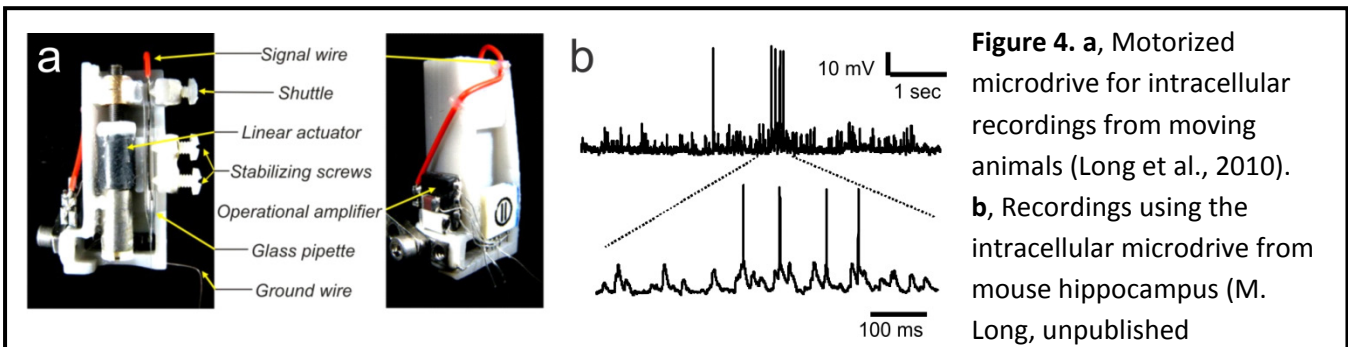 a
Signal wire
Shuttle
Linear actuator
Stabilizing screws
Operational amplifier
Glass pipette
Ground wire
b
10 mV
1 sec
100 ms
Figure 4. a, Motorized
microdrive for intracellular
recordings from moving
animals (Long et al., 2010).
b, Recordings using the
intracellular microdrive from
mouse hippocampus (M.
Long, unpublished